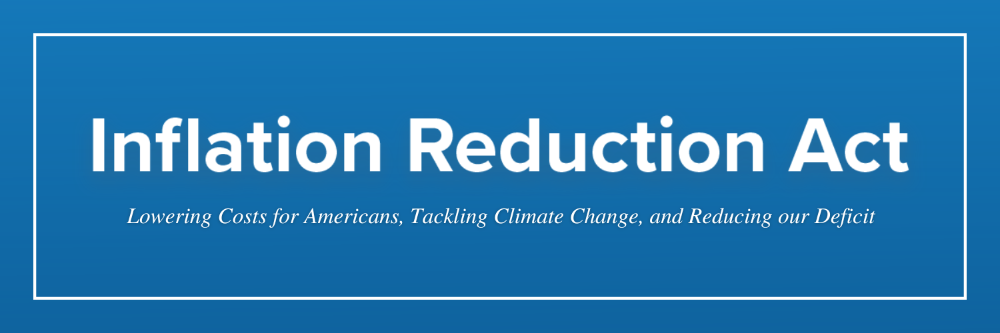 Inflation Reduction Act
Lowering Costs for Americans, Tackling Climate Change, and Reducing our Deficit